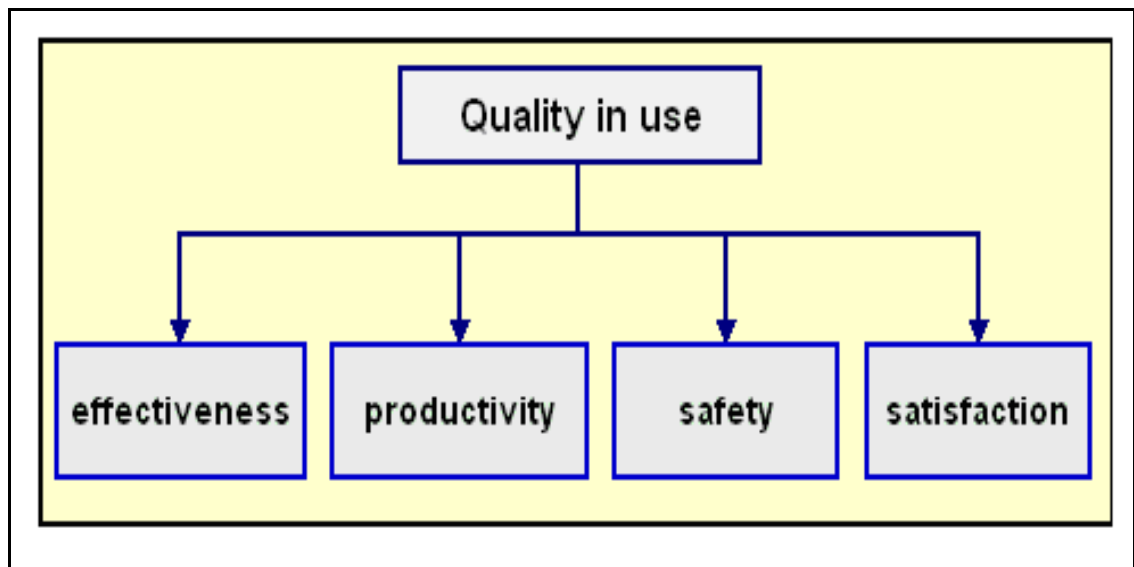 Quality in use
effectiveness
productivity
safety
satisfaction